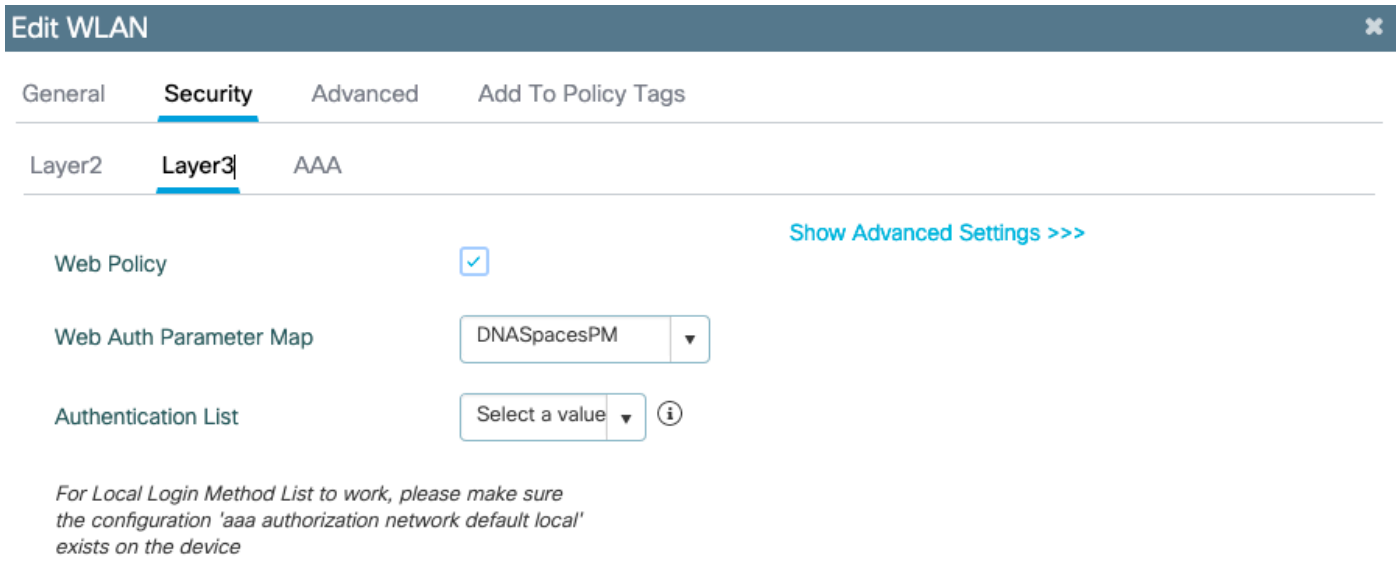 Edit WLAN
General Security Advanced Add To Policy Tags
Layer2 Layer3 AAA
Show Advanced Settings >>>
Web Policy
Web Auth Parameter Map DNASpacesPM
Authentication List Select a value
For Local Login Method List to work, please make sure
the configuration 'aaa authorization network default local'
exists on the device